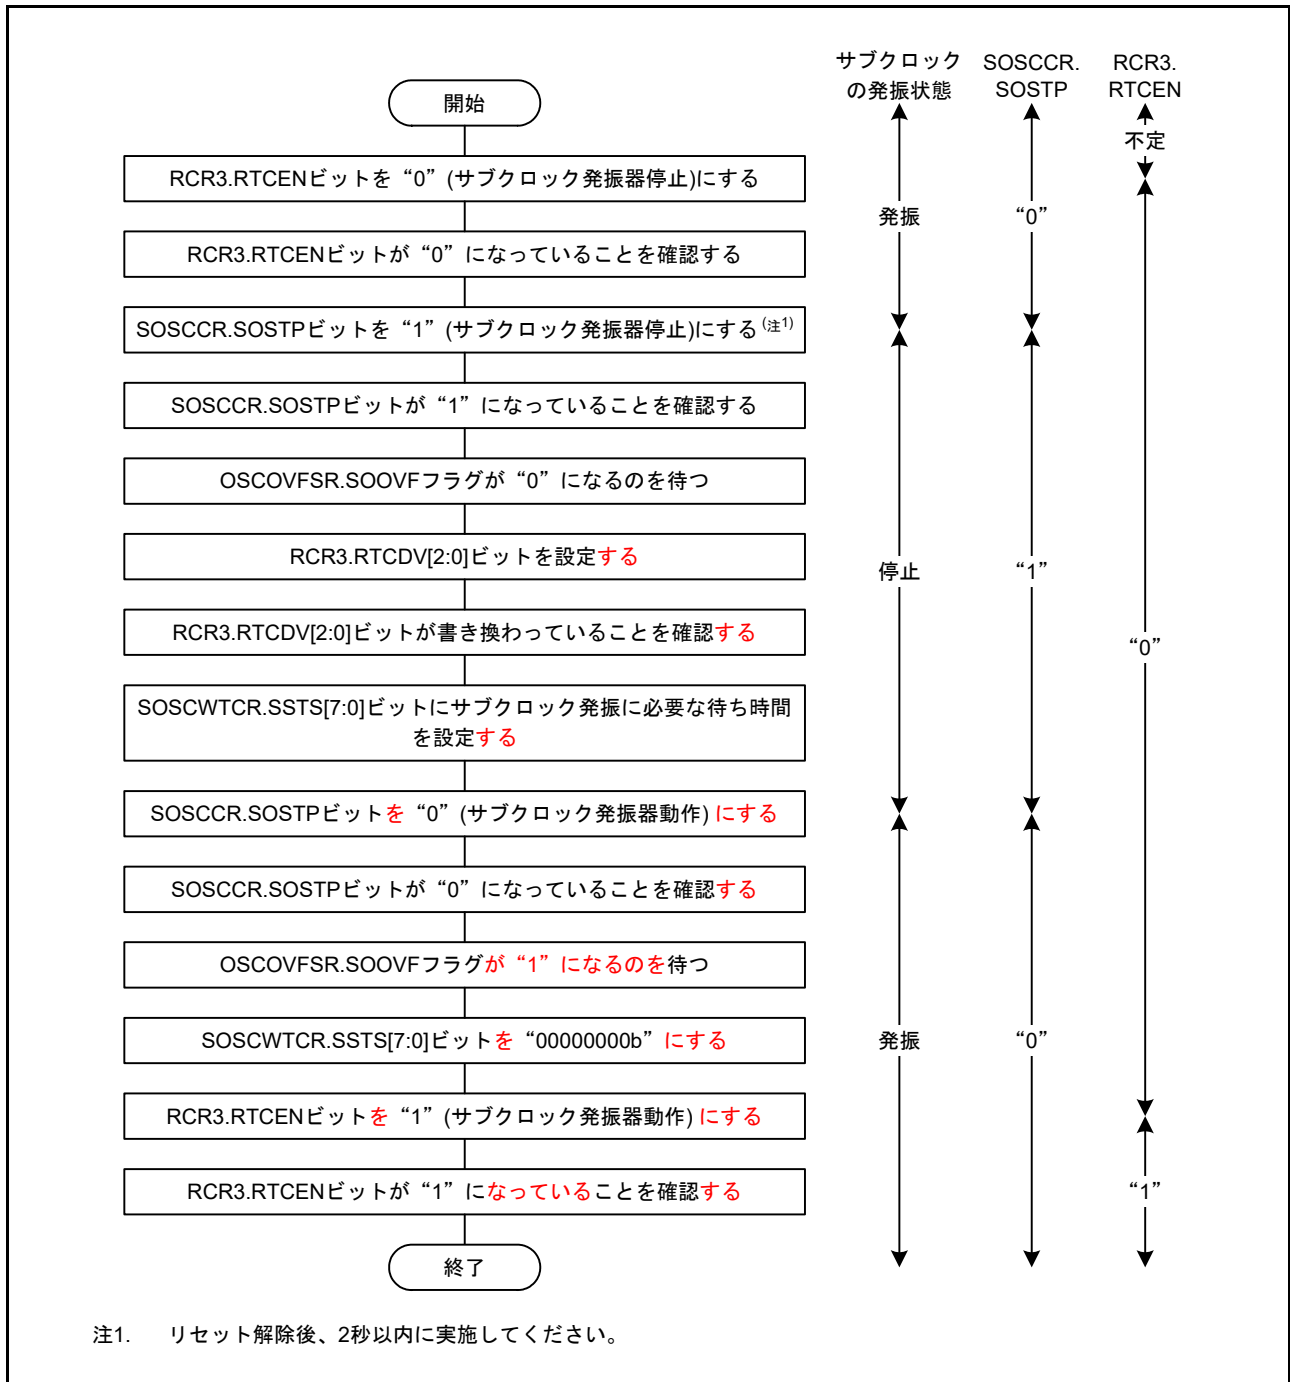 サブクロック
の発振状態
SOSCCR.
SOSTP
RCR3.
RTCEN
開始
不定
RCR3.RTCENビットを“0”(サブクロック発振器停止)にする
発振
“0”
RCR3.RTCENビットが“0”になっていることを確認する
SOSCCR.SOSTPビットを“1”(サブクロック発振器停止)にする(注1)
SOSCCR.SOSTPビットが“1”になっていることを確認する
OSCOVFSR.SOOVFフラグが“0”になるのを待つ
RCR3.RTCDV[2:0]ビットを設定する
停止
“1”
RCR3.RTCDV[2:0]ビットが書き換わっていることを確認する
“0”
SOSCWTCR.SSTS[7:0]ビットにサブクロック発振に必要な待ち時間
を設定する
SOSCCR.SOSTPビットを“0”(サブクロック発振器動作) にする
SOSCCR.SOSTPビットが“0”になっていることを確認する
OSCOVFSR.SOOVFフラグが“1”になるのを待つ
SOSCWTCR.SSTS[7:0]ビットを“00000000b”にする
発振
“0”
RCR3.RTCENビットを“1”(サブクロック発振器動作) にする
RCR3.RTCENビットが“1”になっていることを確認する
“1”
終了
注1. リセット解除後、2秒以内に実施してください。